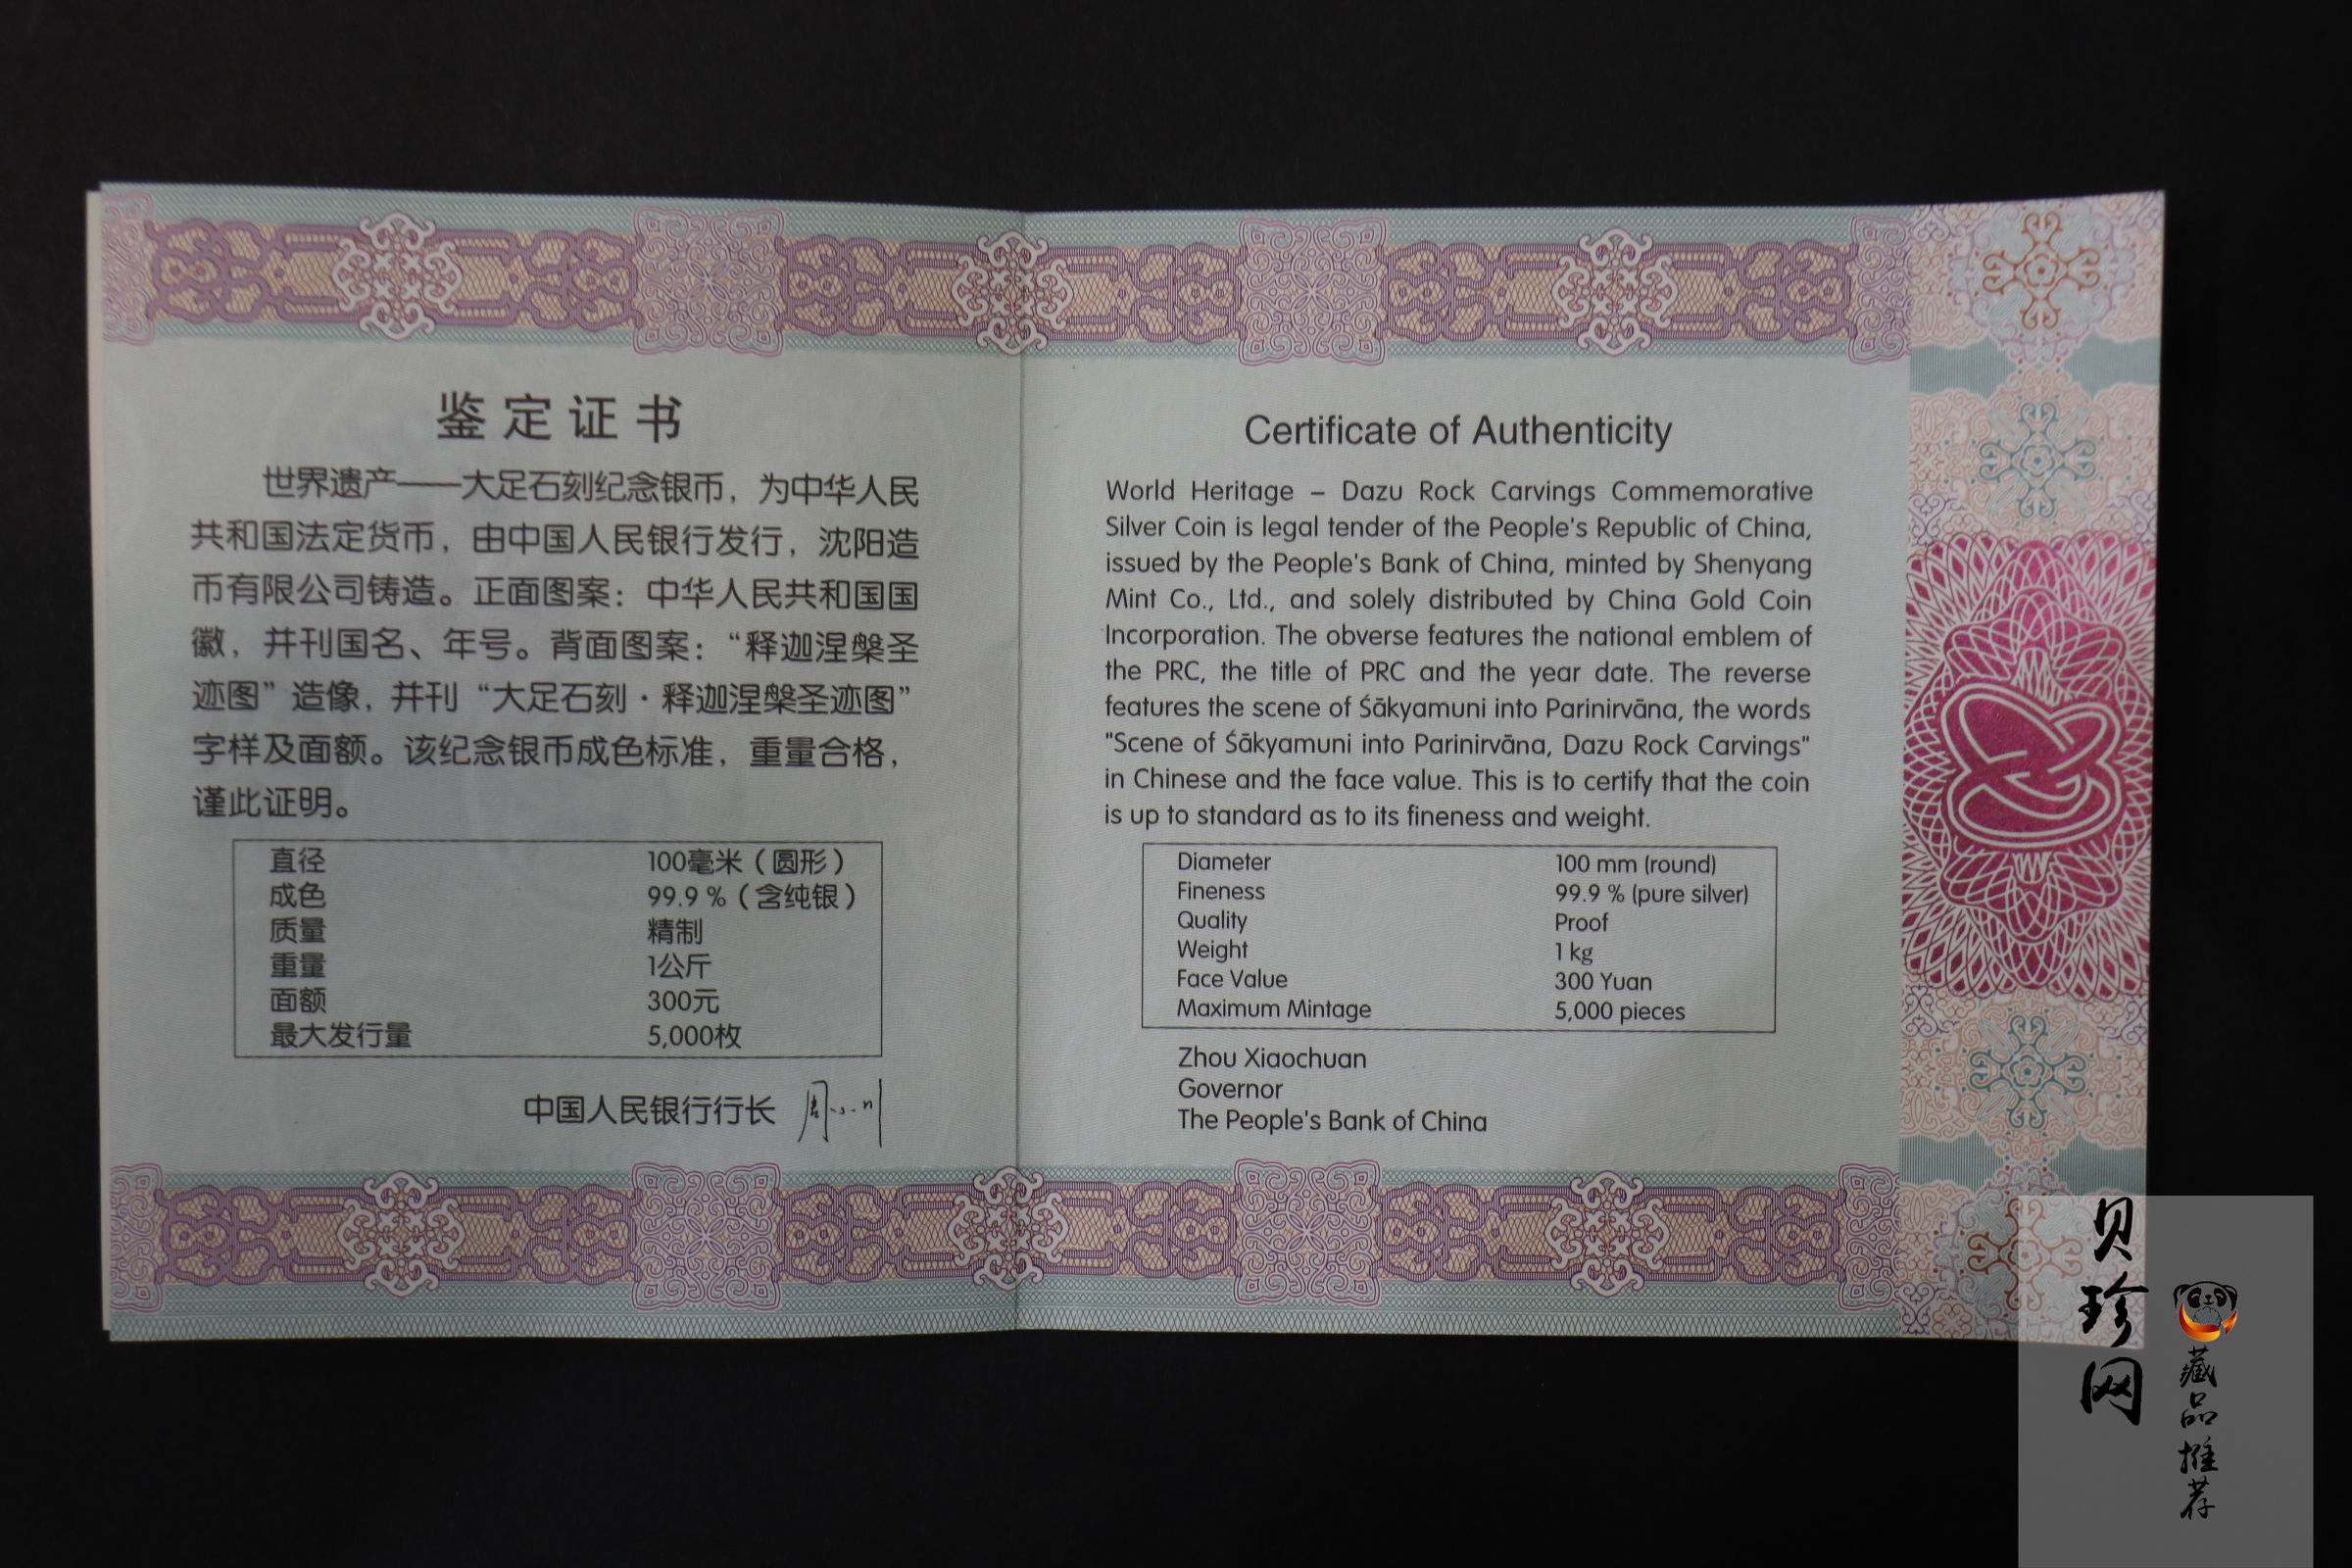 鉴定证书
世界遗产——大足石刻纪念银币，为中华人民
共和国法定货币，由中国人民银行发行，沈阳造
币有限公司铸造。正面图案：中华人民共和国国
徽，并刊国名、年号。背面图案：“释迦涅槃圣
迹图”造像，并刊“大足石刻·释迦涅槃圣迹图”
字样及面额。该纪念银币成色标准，重量合格，
谨此证明。
直径 100毫米（圆形）
成色 99.9 %（含纯银）
质量 精制
重量 1公斤
面额 300元
最大发行量 5,000枚
中国人民银行行长 周小川
Certificate of Authenticity
World Heritage – Dazu Rock Carvings Commemorative
Silver Coin is legal tender of the People's Republic of China,
issued by the People's Bank of China, minted by Shenyang
Mint Co., Ltd., and solely distributed by China Gold Coin
Incorporation. The obverse features the national emblem of
the PRC, the title of PRC and the year date. The reverse
features the scene of Śākyamuni into Parinirvāna, the words
"Scene of Śākyamuni into Parinirvāna, Dazu Rock Carvings"
in Chinese and the face value. This is to certify that the coin
is up to standard as to its fineness and weight.
Diameter 100 mm (round)
Fineness 99.9 % (pure silver)
Quality Proof
Weight 1 kg
Face Value 300 Yuan
Maximum Mintage 5,000 pieces
Zhou Xiaochuan
Governor
The People's Bank of China
贝珍网
藏品推荐